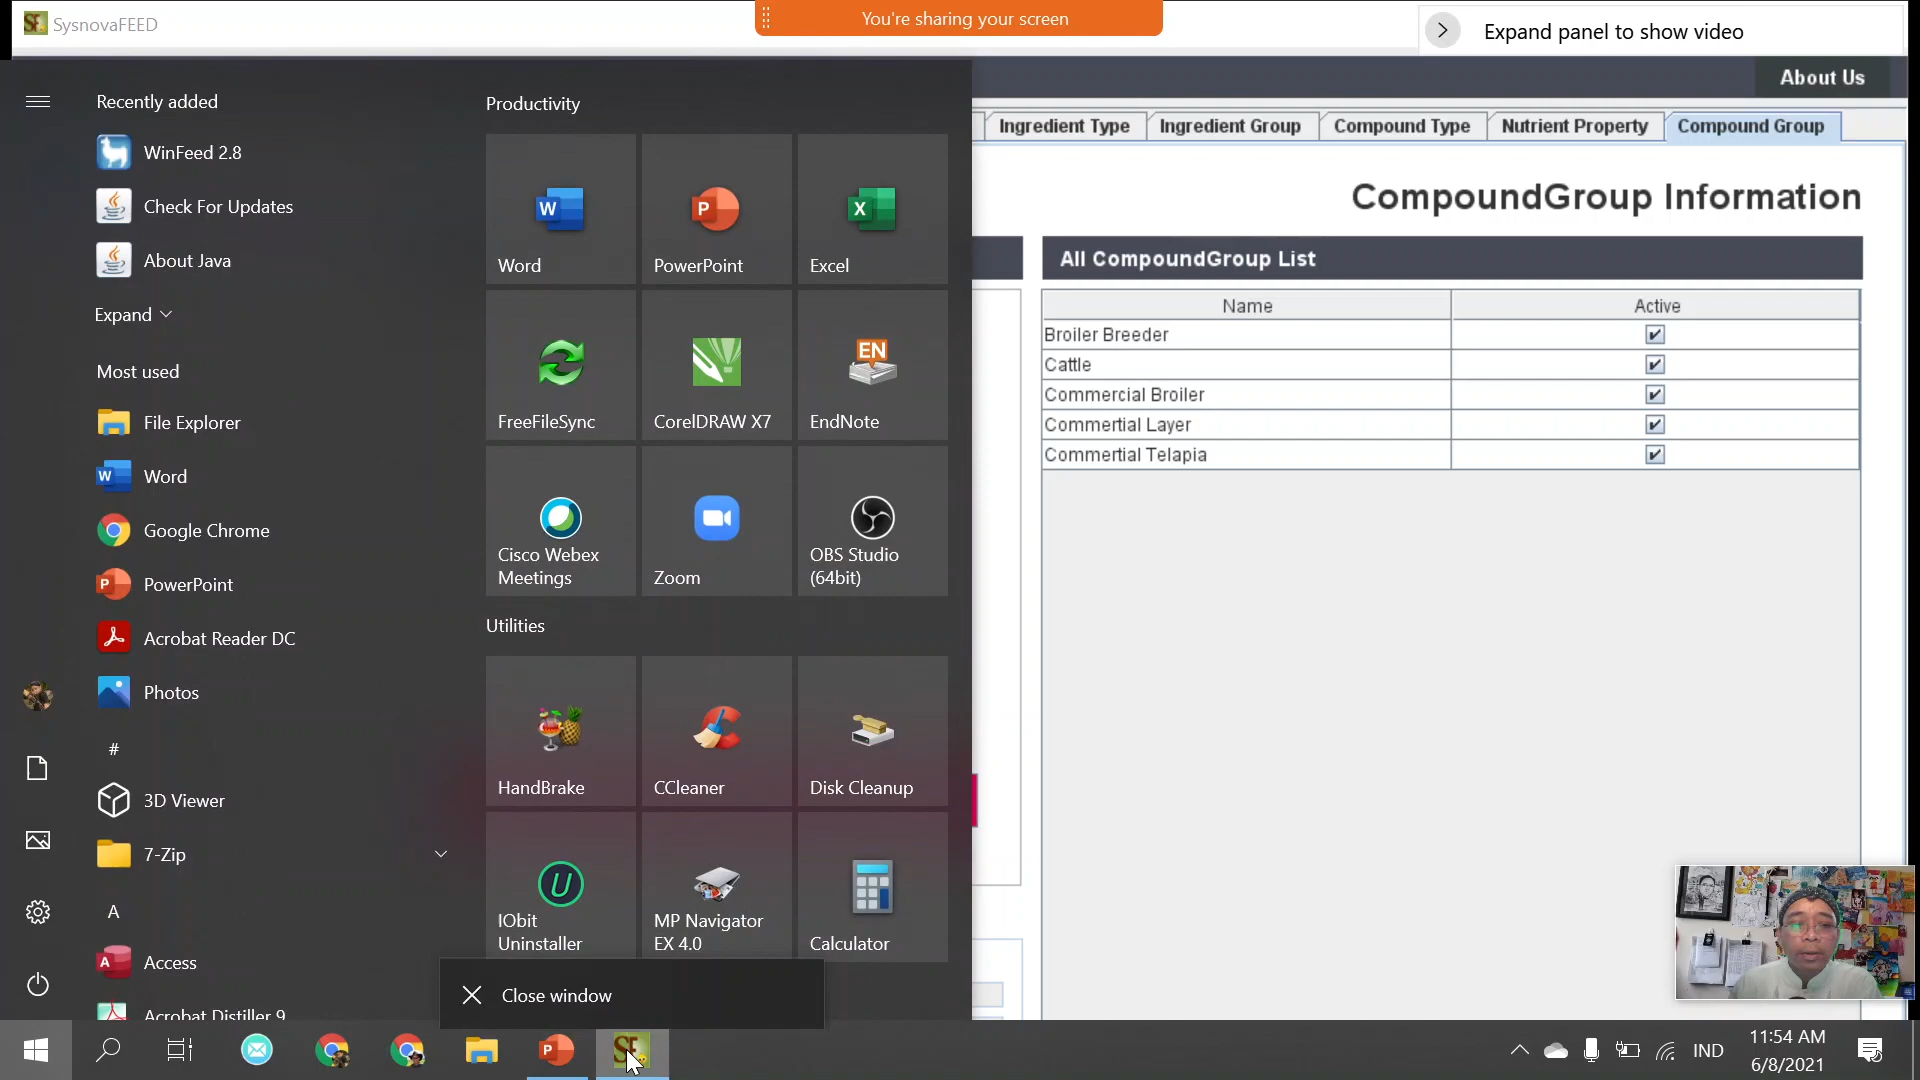 SysnovaFEED
You're sharing your screen
Expand panel to show video
About Us
Recently added
WinFeed 2.8
Check For Updates
About Java
Expand
Most used
File Explorer
Word
Google Chrome
PowerPoint
Acrobat Reader DC
Photos
#
3D Viewer
7-Zip
A
Access
Acrobat Distiller 9
Productivity
Word
PowerPoint
Excel
FreeFileSync
CorelDRAW X7
EN
EndNote
Cisco Webex
Meetings
Zoom
OBS Studio
(64bit)
Utilities
HandBrake
CCleaner
Disk Cleanup
IObit
Uninstaller
MP Navigator
EX 4.0
Calculator
Close window
Ingredient Type
Ingredient Group
Compound Type
Nutrient Property
Compound Group
CompoundGroup Information
All CompoundGroup List
Name
Active
Broiler Breeder
Cattle
Commercial Broiler
Commertial Layer
Commertial Telapia
IND
11:54 AM
6/8/2021